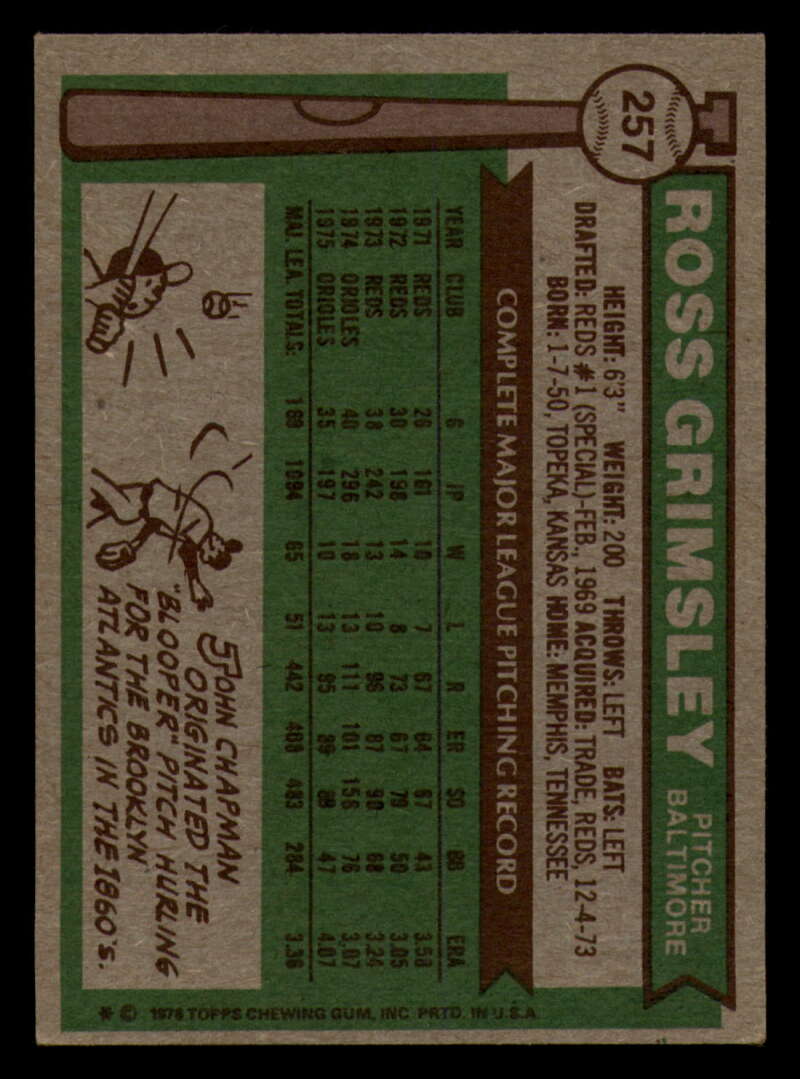 257
ROSS GRIMSLEY
PITCHER
BALTIMORE
HEIGHT: 6'3" WEIGHT: 200 THROWS: LEFT BATS: LEFT
DRAFTED: REDS #1 (SPECIAL)-FEB., 1969 ACQUIRED: TRADE, REDS, 12-4-73
BORN: 1-7-50, TOPEKA, KANSAS HOME: MEMPHIS, TENNESSEE
COMPLETE MAJOR LEAGUE PITCHING RECORD
YEAR CLUB G IP W L R ER SO BB ERA
1971 REDS 26 161 10 7 67 64 67 43 3.58
1972 REDS 30 198 14 8 73 67 79 50 3.05
1973 REDS 38 242 13 10 96 87 90 68 3.24
1974 ORIOLES 40 296 18 13 111 101 158 76 3.07
1975 ORIOLES 35 197 10 13 95 89 89 47 4.07
MAJ. LEA. TOTALS: 169 1094 65 51 442 408 483 284 3.36
JOHN CHAPMAN
ORIGINATED THE
"BLOOPER" PITCH HURLING
FOR THE BROOKLYN
ATLANTICS IN THE 1860's.
* © 1976 TOPPS CHEWING GUM, INC. PRTD. IN U.S.A.